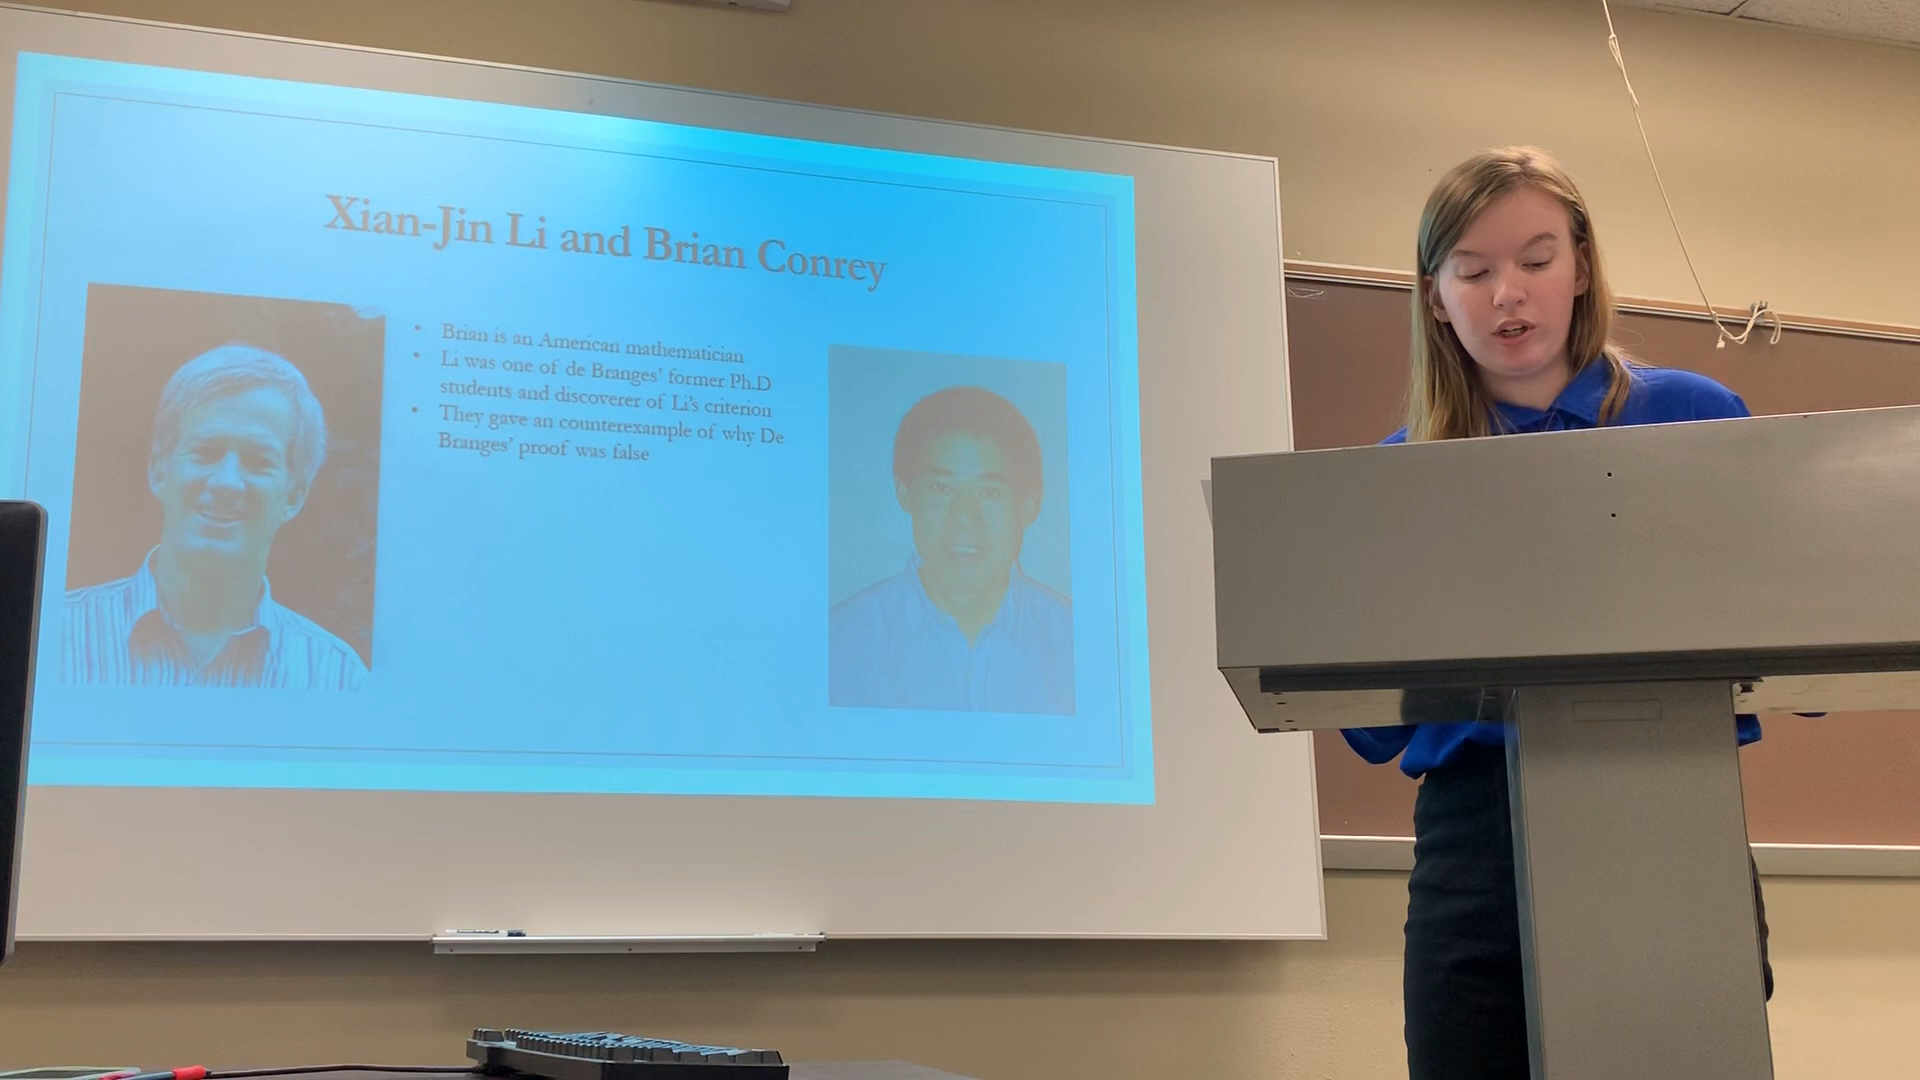 Xian-Jin Li and Brian Conrey
• Brian is an American mathematician
• Li was one of de Branges' former Ph.D
students and discoverer of Li's criterion
• They gave an counterexample of why De
Branges' proof was false